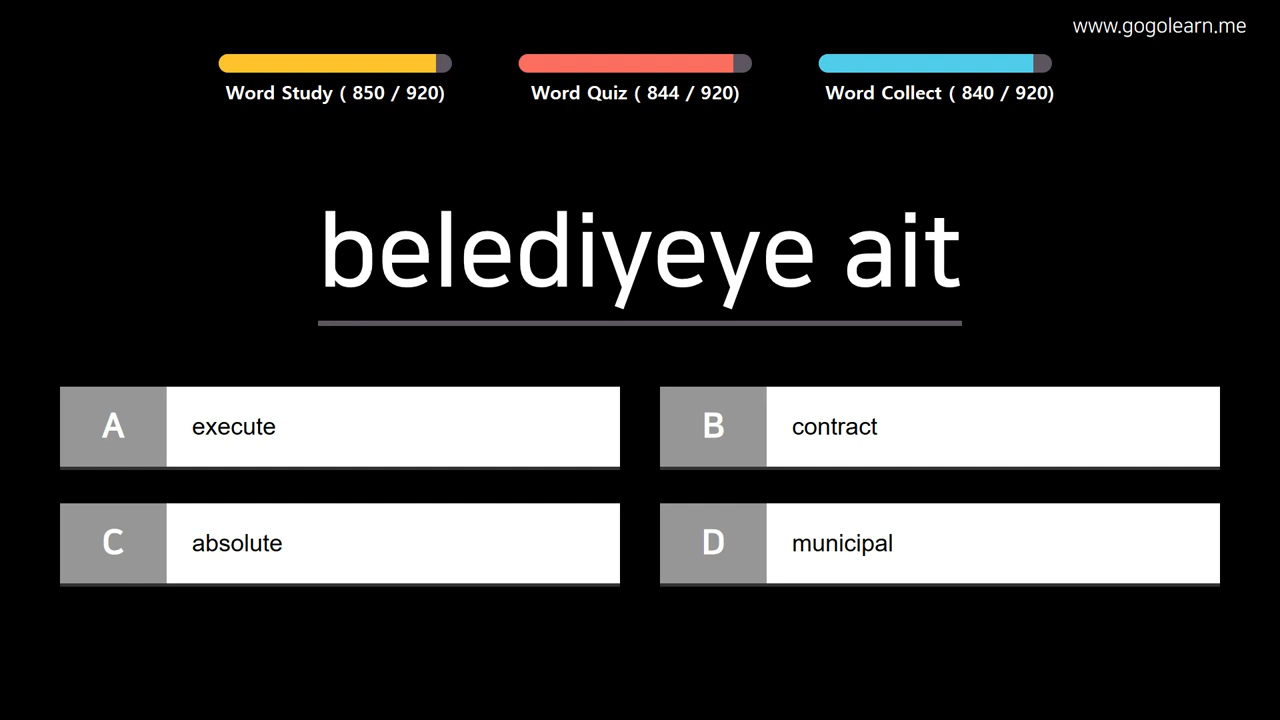 www.gogolearn.me
Word Study ( 850 / 920)
Word Quiz ( 844 / 920)
Word Collect ( 840 / 920)
belediyeye ait
A execute
B contract
C absolute
D municipal